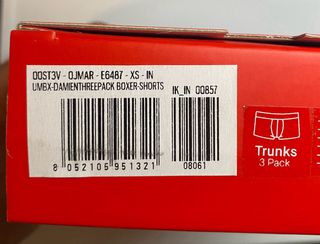 00ST3V - 0JMAR - E6487 - XS - IN
UMBX-DAMIENTHREEPACK BOXER-SHORTS
IK_IN 00857
8 052105 951321
08061
Trunks
3 Pack